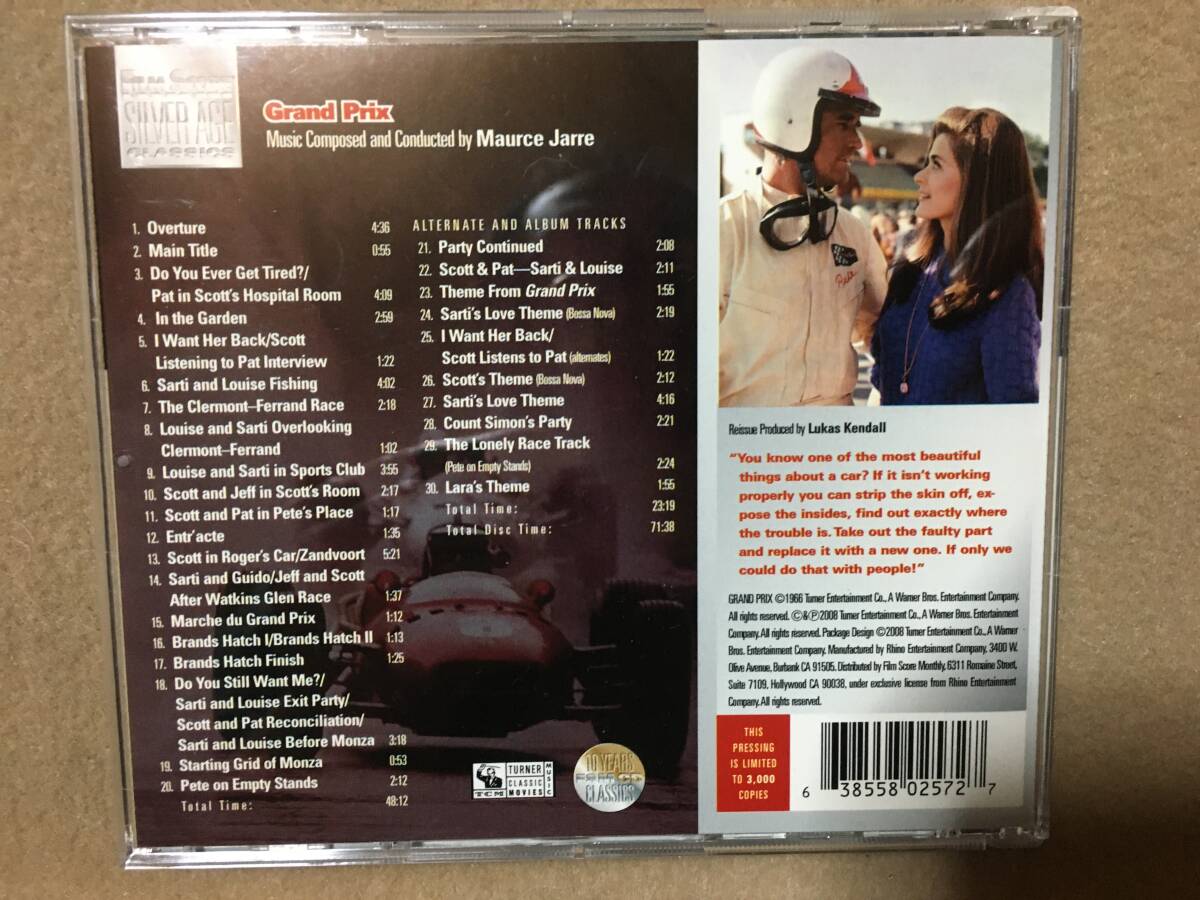 FILM SCORE
SILVER AGE
CLASSICS
Grand Prix
Music Composed and Conducted by Maurce Jarre
1. Overture 4:36
2. Main Title 0:55
3. Do You Ever Get Tired?/
Pat in Scott's Hospital Room 4:09
4. In the Garden 2:59
5. I Want Her Back/Scott
Listening to Pat Interview 1:22
6. Sarti and Louise Fishing 4:02
7. The Clermont–Ferrand Race 2:18
8. Louise and Sarti Overlooking
Clermont–Ferrand 1:02
9. Louise and Sarti in Sports Club 3:55
10. Scott and Jeff in Scott's Room 2:17
11. Scott and Pat in Pete's Place 1:17
12. Entr'acte 1:35
13. Scott in Roger's Car/Zandvoort 5:21
14. Sarti and Guido/Jeff and Scott
After Watkins Glen Race 1:37
15. Marche du Grand Prix 1:12
16. Brands Hatch I/Brands Hatch II 1:13
17. Brands Hatch Finish 1:25
18. Do You Still Want Me?/
Sarti and Louise Exit Party/
Scott and Pat Reconciliation/
Sarti and Louise Before Monza 3:18
19. Starting Grid of Monza 0:53
20. Pete on Empty Stands 2:12
Total Time: 48:12
ALTERNATE AND ALBUM TRACKS
21. Party Continued 2:08
22. Scott & Pat—Sarti & Louise 2:11
23. Theme From Grand Prix 1:55
24. Sarti's Love Theme (Bossa Nova) 2:19
25. I Want Her Back/
Scott Listens to Pat (alternates) 1:22
26. Scott's Theme (Bossa Nova) 2:12
27. Sarti's Love Theme 4:16
28. Count Simon's Party 2:21
29. The Lonely Race Track
(Pete on Empty Stands) 2:24
30. Lara's Theme 1:55
Total Time: 23:19
Total Disc Time: 71:38
TCM
TURNER
CLASSIC
MOVIES
MUSIC
10 YEARS
FSM CD
CLASSICS
Pete
Reissue Produced by Lukas Kendall
"You know one of the most beautiful
things about a car? If it isn't working
properly you can strip the skin off, ex-
pose the insides, find out exactly where
the trouble is. Take out the faulty part
and replace it with a new one. If only we
could do that with people!"
GRAND PRIX ©1966 Turner Entertainment Co., A Warner Bros. Entertainment Company.
All rights reserved. ©&℗2008 Turner Entertainment Co., A Warner Bros. Entertainment
Company. All rights reserved. Package Design ©2008 Turner Entertainment Co., A Warner
Bros. Entertainment Company. Manufactured by Rhino Entertainment Company, 3400 W.
Olive Avenue, Burbank CA 91505. Distributed by Film Score Monthly, 6311 Romaine Street,
Suite 7109, Hollywood CA 90038, under exclusive license from Rhino Entertainment
Company. All rights reserved.
THIS
PRESSING
IS LIMITED
TO 3,000
COPIES
6 38558 02572 7